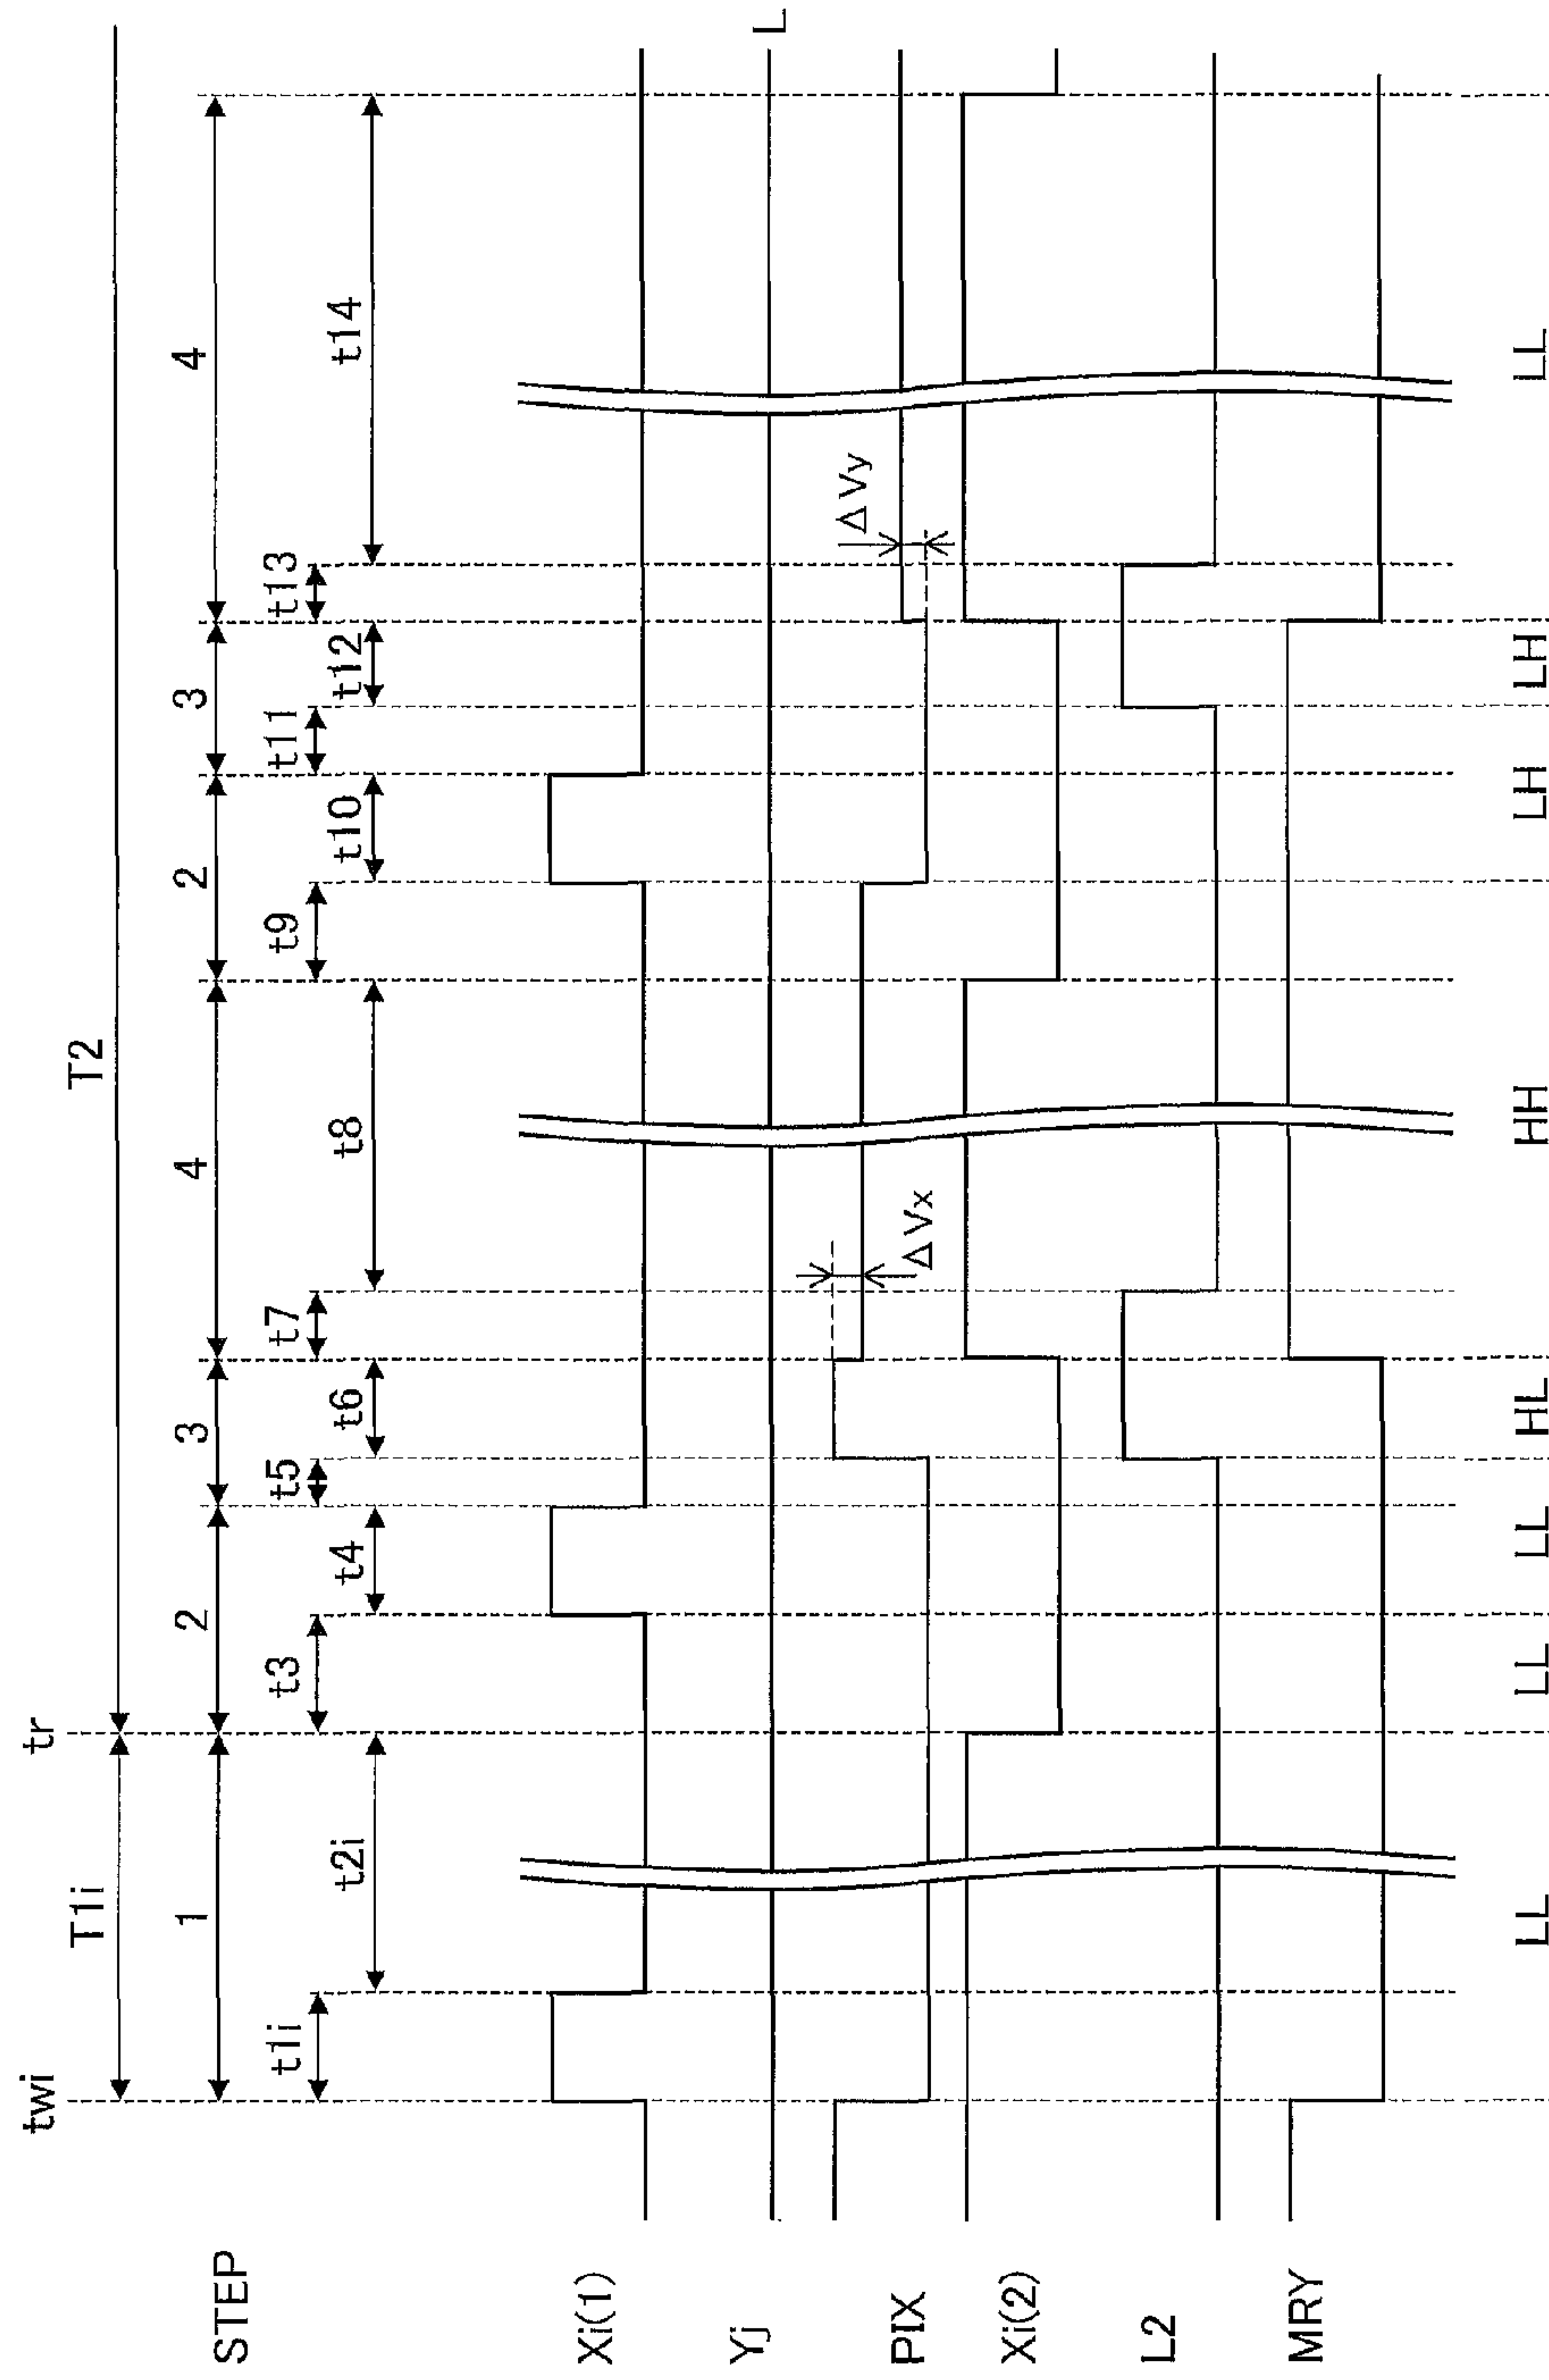 twi tr
T1i T2
STEP 1 2 3 4 2 3 4
t1i t3 t5 t7 t9 t11 t13
t2i t4 t6 t8 t10 t12 t14
Xi(1)
Yj L
PIX ΔVx ΔVy
Xi(2)
L2
MRY
LL LL LL HL HH LH LH LL